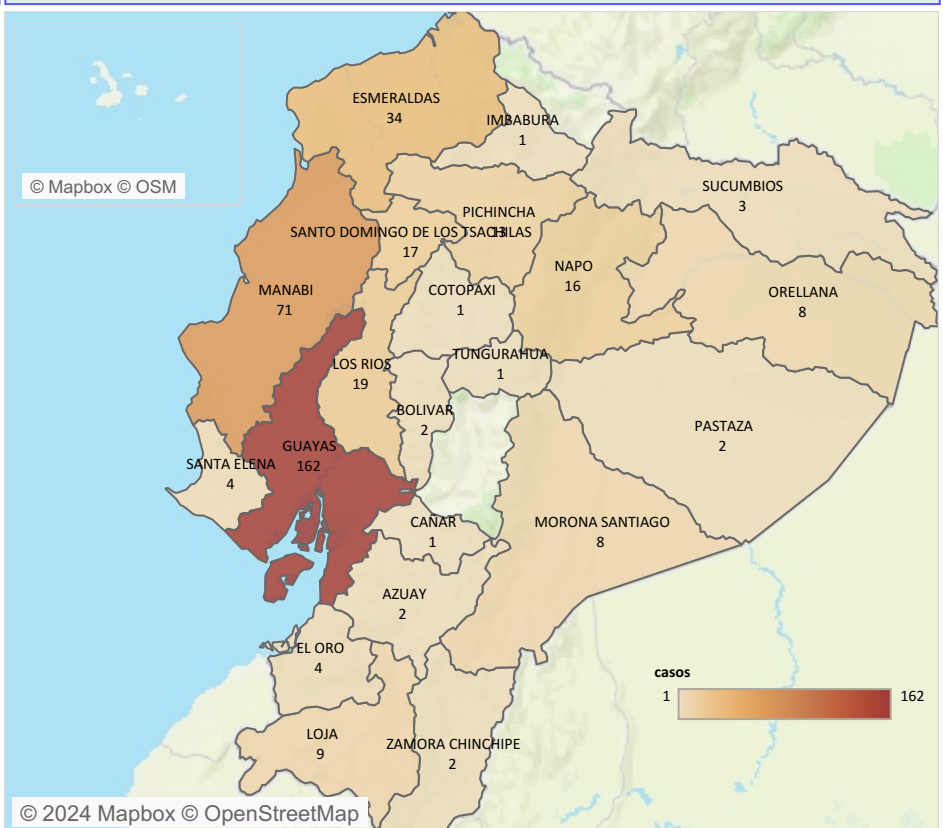 © Mapbox © OSM
ESMERALDAS
34
IMBABURA
1
SUCUMBIOS
3
PICHINCHA
13
SANTO DOMINGO DE LOS TSACHILAS
17
NAPO
16
MANABI
71
COTOPAXI
1
ORELLANA
8
TUNGURAHUA
1
LOS RIOS
19
BOLIVAR
2
PASTAZA
2
GUAYAS
162
SANTA ELENA
4
CAÑAR
1
MORONA SANTIAGO
8
AZUAY
2
EL ORO
4
casos
1
162
LOJA
9
ZAMORA CHINCHIPE
2
© 2024 Mapbox © OpenStreetMap